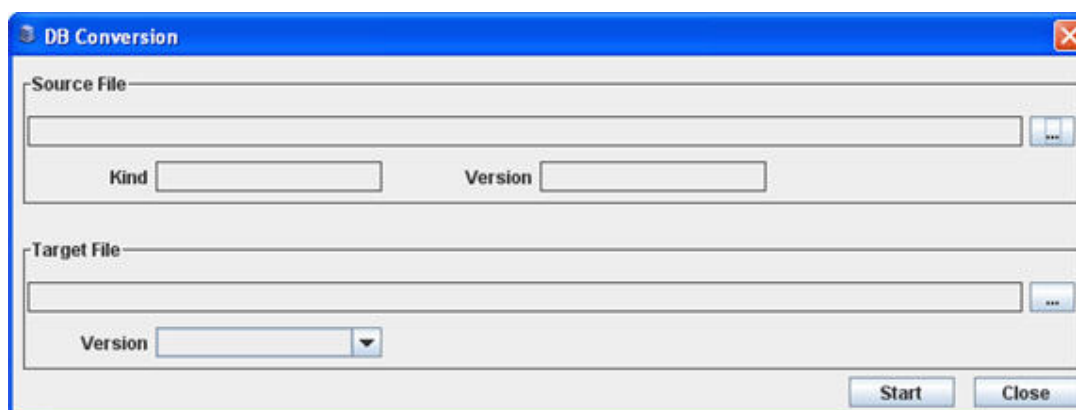 DB Conversion
Source File
...
Kind Version
Target File
...
Version
Start Close